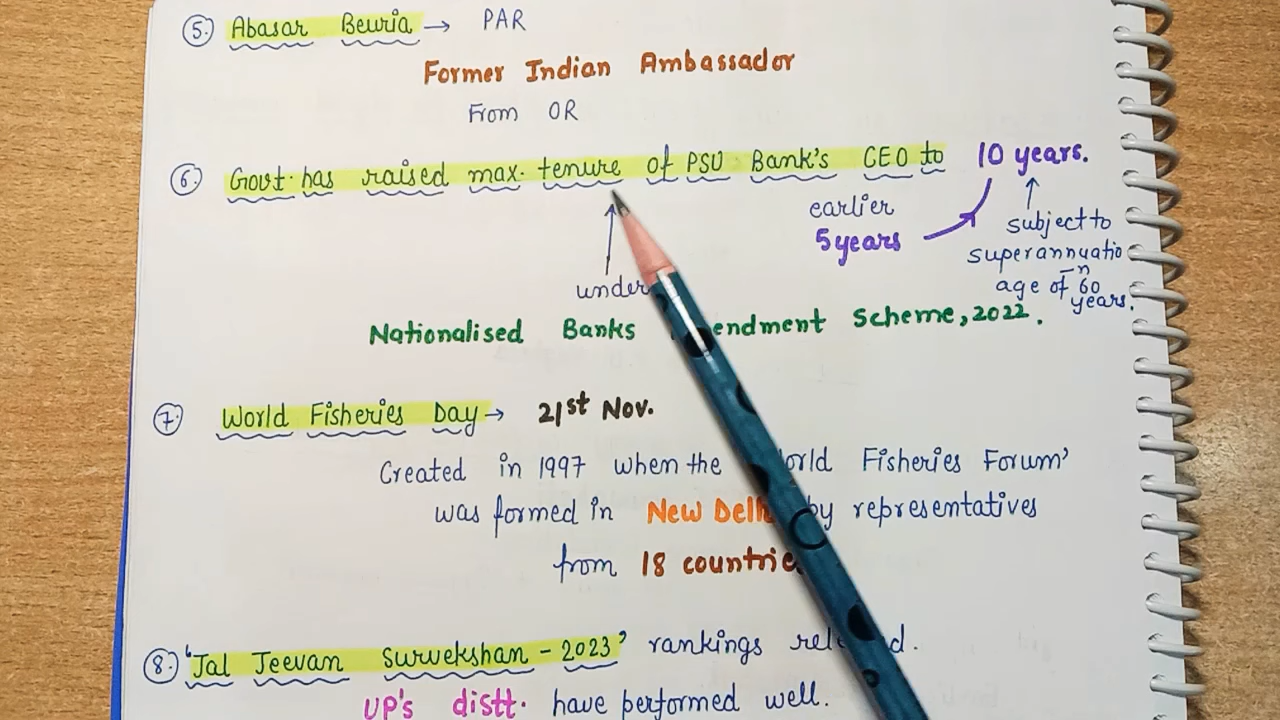 5. Abasar Beuria → PAR
Former Indian Ambassador
From OR
6. Govt. has raised max. tenure of PSU Bank's CEO to 10 years.
earlier
5 years
subject to
superannuatio
n
age of 60
years.
under
Nationalised Banks endment Scheme, 2022.
7. World Fisheries Day → 21st Nov.
Created in 1997 when the Fisheries Forum'
was formed in New Delh by representatives
from 18 countrie
8. 'Jal Jeevan Survekshan - 2023' rankings rel d.
UP's distt. have performed well.